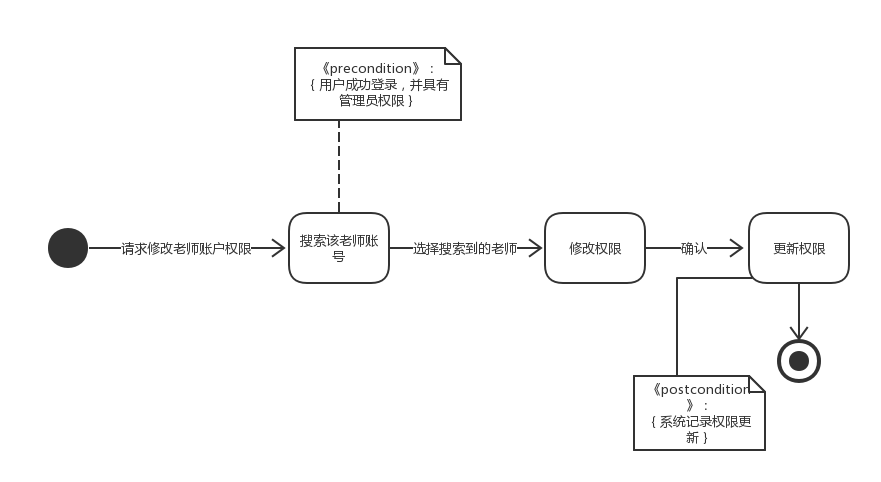 《precondition》：
{ 用户成功登录，并具有
管理员权限 }
请求修改老师账户权限
搜索该老师账
号
选择搜索到的老师
修改权限
确认
更新权限
《postcondition
》：
{ 系统记录权限更
新 }